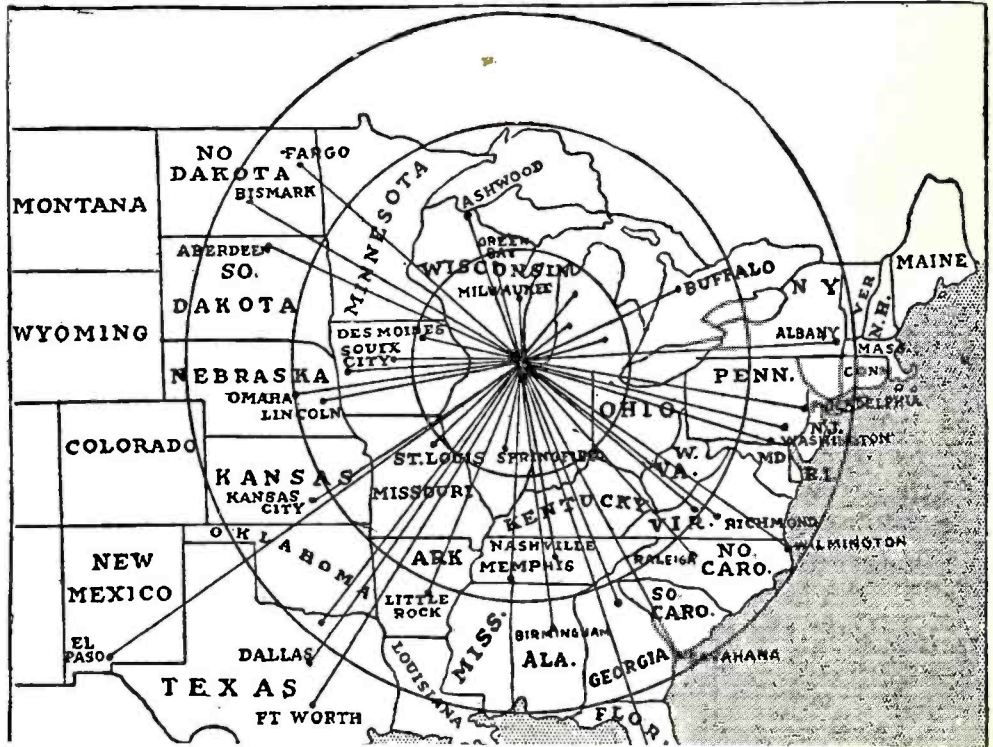 NO
DAKOTA
FARGO
BISMARK
MONTANA
ABERDEEN
SO.
DAKOTA
MINNESOTA
ASHWOOD
GREEN
BAY
WISCONSIN
MILWAUKEE
BUFFALO
N Y
VER
N.H.
MAINE
WYOMING
DES MOINES
SOUIX
CITY
ALBANY
MASS.
CONN
NEBRASKA
OMAHA
LINCOLN
PENN.
OHIO
PHILADELPHIA
N.J.
WASHINGTON
MD
R.I.
COLORADO
KANSAS
KANSAS
CITY
ST. LOUIS
SPRINGFIELD
MISSOURI
W.
VA.
KENTUCKY
VIR.
RICHMOND
WILMINGTON
OKLAHOMA
NEW
MEXICO
ARK
NASHVILLE
MEMPHIS
RALEIGH
NO.
CARO.
LITTLE
ROCK
SO
CARO.
MISS.
BIRMINGHAM
ALA.
GEORGIA
EL
PASO
DALLAS
TEXAS
FT WORTH
LOUISIANA
FLOR.